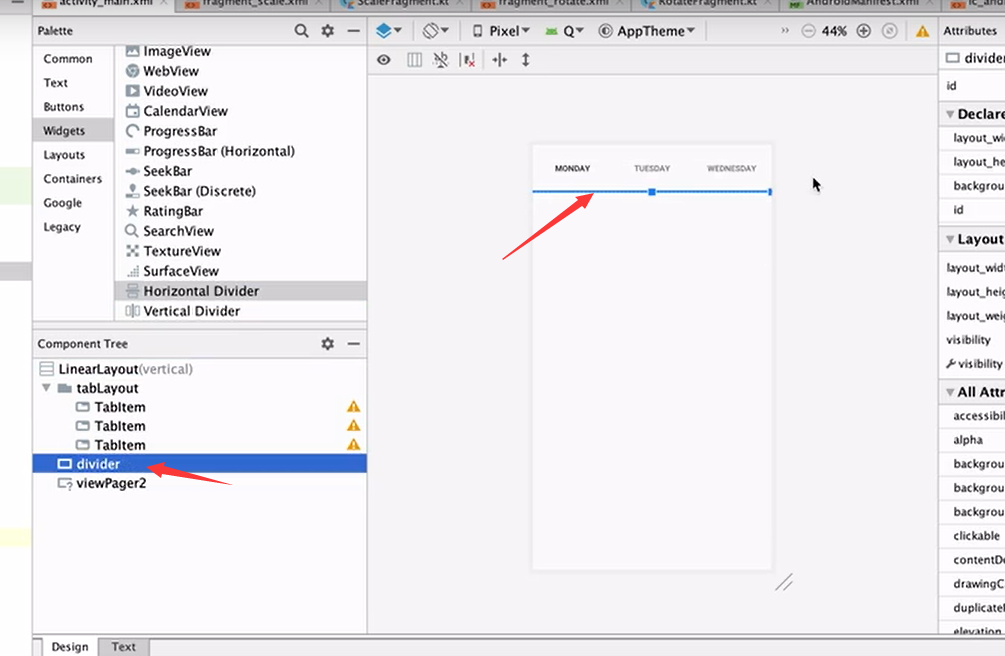 activity_main.xml
fragment_scale.xml
ScaleFragment.kt
fragment_rotate.xml
RotateFragment.kt
AndroidManifest.xml
Palette
Pixel
Q
AppTheme
44%
Attributes
Common
Text
Buttons
Widgets
Layouts
Containers
Google
Legacy
ImageView
WebView
VideoView
CalendarView
ProgressBar
ProgressBar (Horizontal)
SeekBar
SeekBar (Discrete)
RatingBar
SearchView
TextureView
SurfaceView
Horizontal Divider
Vertical Divider
Component Tree
LinearLayout(vertical)
tabLayout
TabItem
TabItem
TabItem
divider
viewPager2
MONDAY TUESDAY WEDNESDAY
divider
id
Declare
layout_wi
layout_he
backgrou
id
Layout
layout_widt
layout_heig
layout_weig
visibility
visibility
All Attr
accessibil
alpha
backgrou
backgrou
backgrou
clickable
contentDe
drawingC
duplicatel
elevation
Design Text